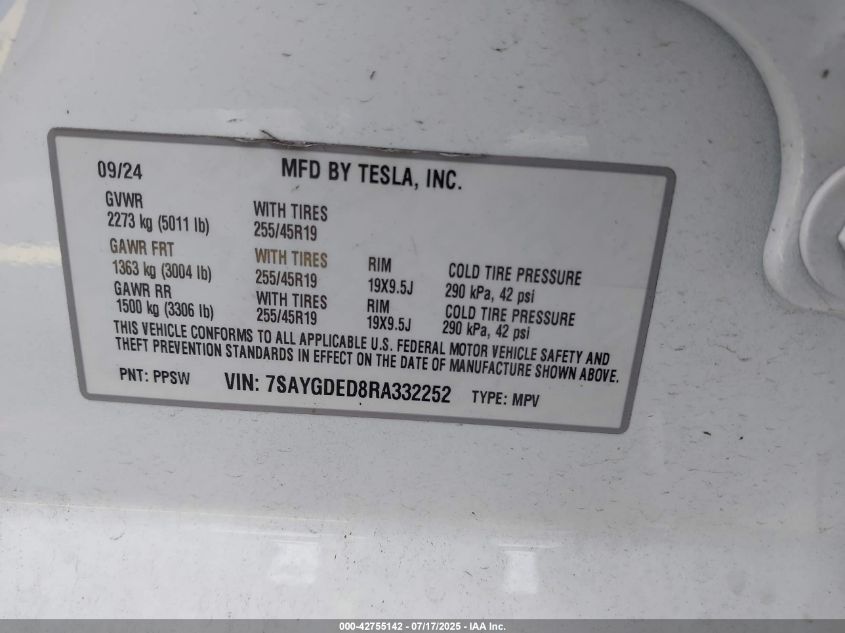 09/24 MFD BY TESLA, INC.
GVWR
2273 kg (5011 lb) WITH TIRES 255/45R19
GAWR FRT
1363 kg (3004 lb) WITH TIRES 255/45R19 RIM 19X9.5J COLD TIRE PRESSURE 290 kPa, 42 psi
GAWR RR
1500 kg (3306 lb) WITH TIRES 255/45R19 RIM 19X9.5J COLD TIRE PRESSURE 290 kPa, 42 psi
THIS VEHICLE CONFORMS TO ALL APPLICABLE U.S. FEDERAL MOTOR VEHICLE SAFETY AND
THEFT PREVENTION STANDARDS IN EFFECT ON THE DATE OF MANUFACTURE SHOWN ABOVE.
PNT: PPSW VIN: 7SAYGDED8RA332252 TYPE: MPV
000-42755142 - 07/17/2025 - IAA Inc.